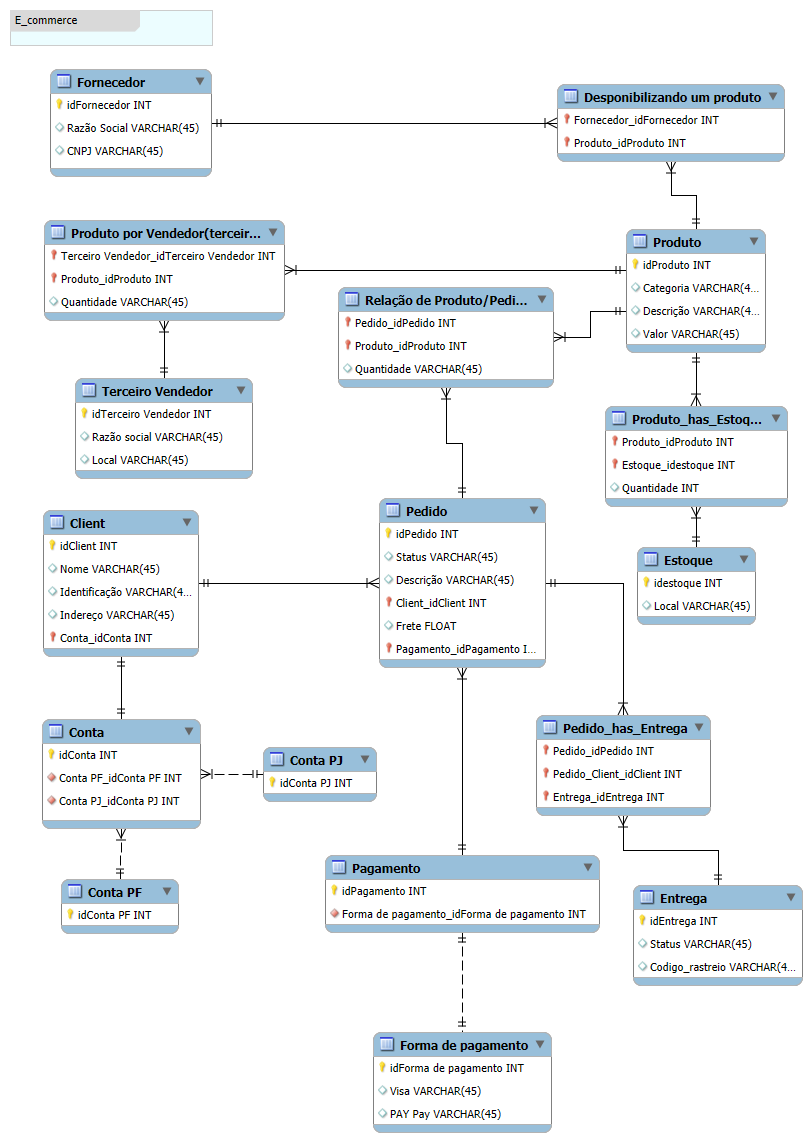 E_commerce
Fornecedor
idFornecedor INT
Razão Social VARCHAR(45)
CNPJ VARCHAR(45)
Desponibilizando um produto
Fornecedor_idFornecedor INT
Produto_idProduto INT
Produto por Vendedor(terceir...
Terceiro Vendedor_idTerceiro Vendedor INT
Produto_idProduto INT
Quantidade VARCHAR(45)
Produto
idProduto INT
Categoria VARCHAR(4...
Descrição VARCHAR(4...
Valor VARCHAR(45)
Relação de Produto/Pedi...
Pedido_idPedido INT
Produto_idProduto INT
Quantidade VARCHAR(45)
Terceiro Vendedor
idTerceiro Vendedor INT
Razão social VARCHAR(45)
Local VARCHAR(45)
Produto_has_Estoq...
Produto_idProduto INT
Estoque_idestoque INT
Quantidade INT
Client
idClient INT
Nome VARCHAR(45)
Identificação VARCHAR(4...
Indereço VARCHAR(45)
Conta_idConta INT
Pedido
idPedido INT
Status VARCHAR(45)
Descrição VARCHAR(45)
Client_idClient INT
Frete FLOAT
Pagamento_idPagamento I...
Estoque
idestoque INT
Local VARCHAR(45)
Conta
idConta INT
Conta PF_idConta PF INT
Conta PJ_idConta PJ INT
Conta PJ
idConta PJ INT
Pedido_has_Entrega
Pedido_idPedido INT
Pedido_Client_idClient INT
Entrega_idEntrega INT
Conta PF
idConta PF INT
Pagamento
idPagamento INT
Forma de pagamento_idForma de pagamento INT
Entrega
idEntrega INT
Status VARCHAR(45)
Codigo_rastreio VARCHAR(4...
Forma de pagamento
idForma de pagamento INT
Visa VARCHAR(45)
PAY Pay VARCHAR(45)